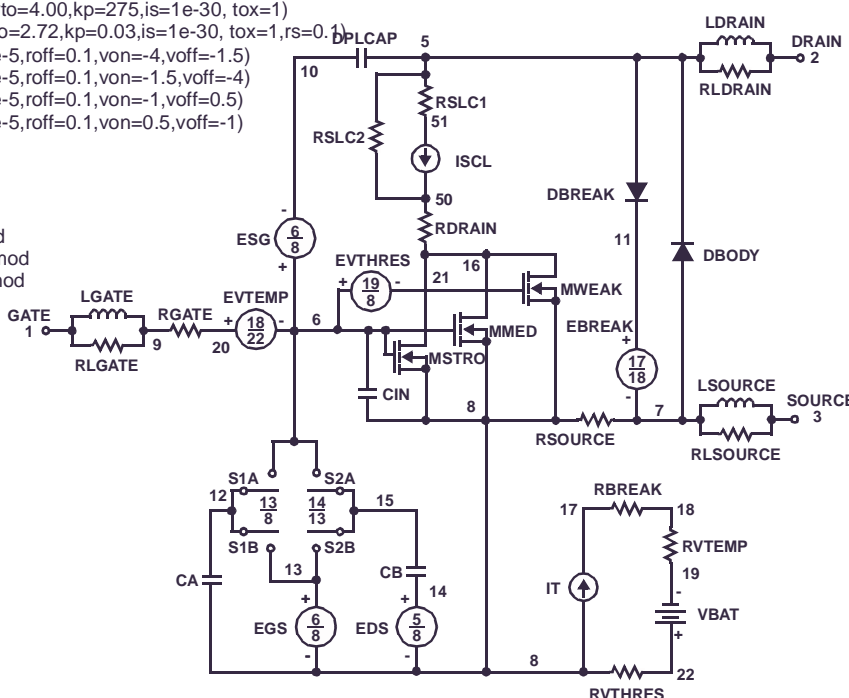 to=4.00,kp=275,is=1e-30, tox=1)
o=2.72,kp=0.03,is=1e-30, tox=1,rs=0.1)
e-5,roff=0.1,von=-4,voff=-1.5)
e-5,roff=0.1,von=-1.5,voff=-4)
e-5,roff=0.1,von=-1,voff=0.5)
e-5,roff=0.1,von=0.5,voff=-1)
DPLCAP
5
LDRAIN
DRAIN
2
10
RLDRAIN
RSLC1
51
RSLC2
ISCL
DBREAK
50
RDRAIN
-
ESG
6
8
+
11
DBODY
EVTHRES
+
19
8
-
21
16
MWEAK
LGATE
GATE
1
RGATE
EVTEMP
+
18
22
-
6
9
20
RLGATE
MMED
EBREAK
+
17
18
-
MSTRO
CIN
8
7
RSOURCE
LSOURCE
SOURCE
3
RLSOURCE
S1A
S2A
12
13
8
14
13
15
S1B
S2B
13
CA
CB
14
+
EGS
6
8
-
+
EDS
5
8
-
8
RBREAK
17
18
RVTEMP
19
IT
-
VBAT
+
22
RVTHRES
d
mod
nod